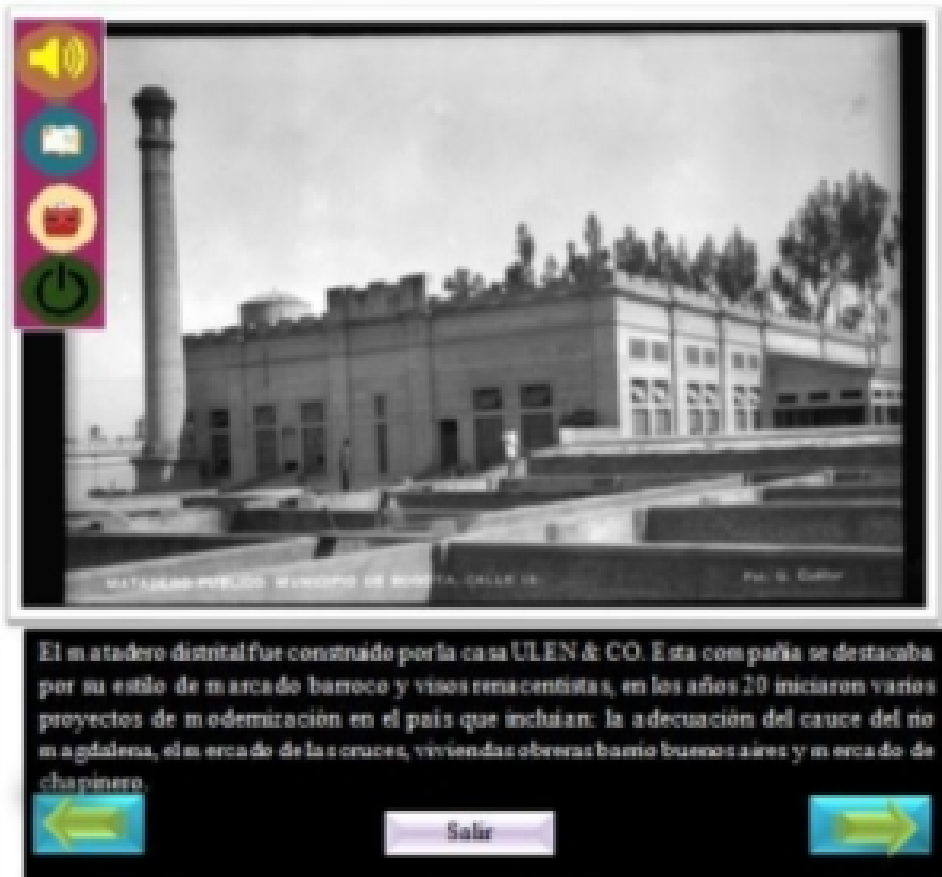 MATADERO PUBLICO. MUNICIPIO DE BOGOTA. CALLE
El matadero distrital fue construido por la casa ULEN & CO. Esta compañia se destacaba
por su estilo de marcado barroco y visos renacentistas, en los años 20 iniciaron varios
proyectos de modernización en el país que incluían: la adecuación del cauce del rio
magdalena, el mercado de las cruces, viviendas obreras barrio buenos aires y mercado de
chapinero.
Salir